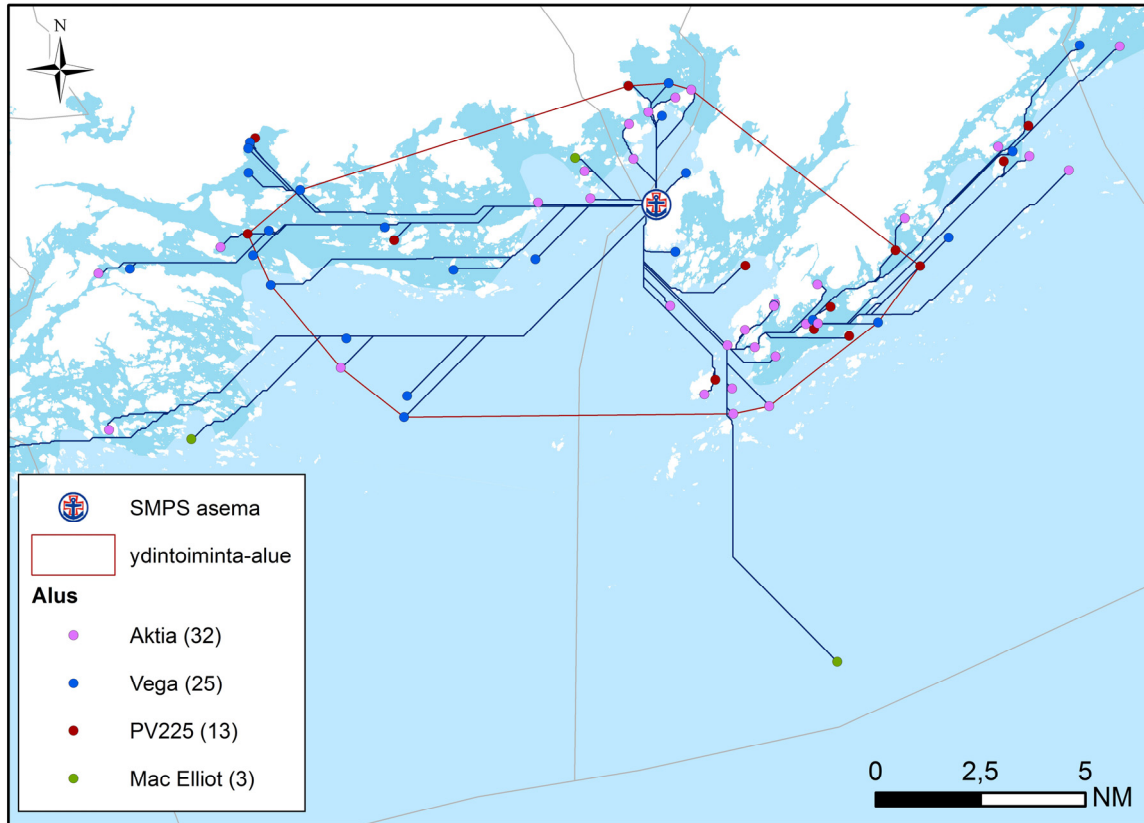 N
SMPS asema
ydintoiminta-alue
Alus
Aktia (32)
Vega (25)
PV225 (13)
Mac Elliot (3)
0 2,5 5
NM